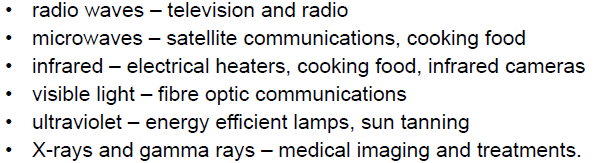 • radio waves – television and radio
• microwaves – satellite communications, cooking food
• infrared – electrical heaters, cooking food, infrared cameras
• visible light – fibre optic communications
• ultraviolet – energy efficient lamps, sun tanning
• X-rays and gamma rays – medical imaging and treatments.